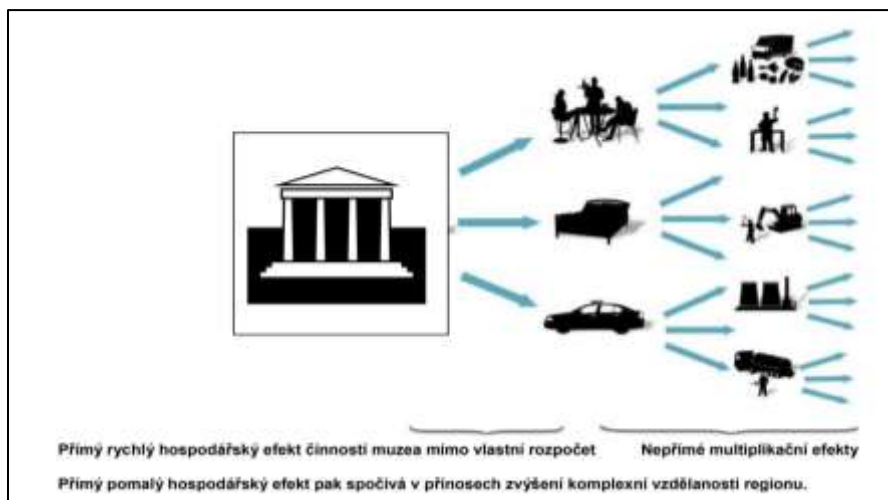 Přímý rychlý hospodářský efekt činností muzea mimo vlastní rozpočet Nepřímé multiplikační efekty
Přímý pomalý hospodářský efekt pak spočívá v přínosech zvýšení komplexní vzdělanosti regionu.